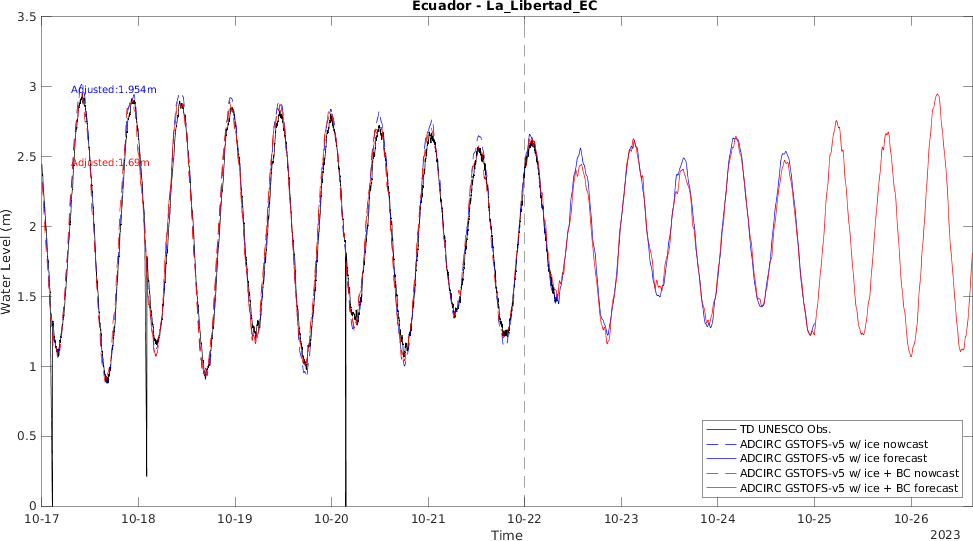 Ecuador - La_Libertad_EC
3.5
3
2.5
2
1.5
1
0.5
0
Water Level (m)
Adjusted:1.954m
Adjusted:1.69m
TD UNESCO Obs.
ADCIRC GSTOFS-v5 w/ ice nowcast
ADCIRC GSTOFS-v5 w/ ice forecast
ADCIRC GSTOFS-v5 w/ ice + BC nowcast
ADCIRC GSTOFS-v5 w/ ice + BC forecast
10-17 10-18 10-19 10-20 10-21 10-22 10-23 10-24 10-25 10-26
Time
2023